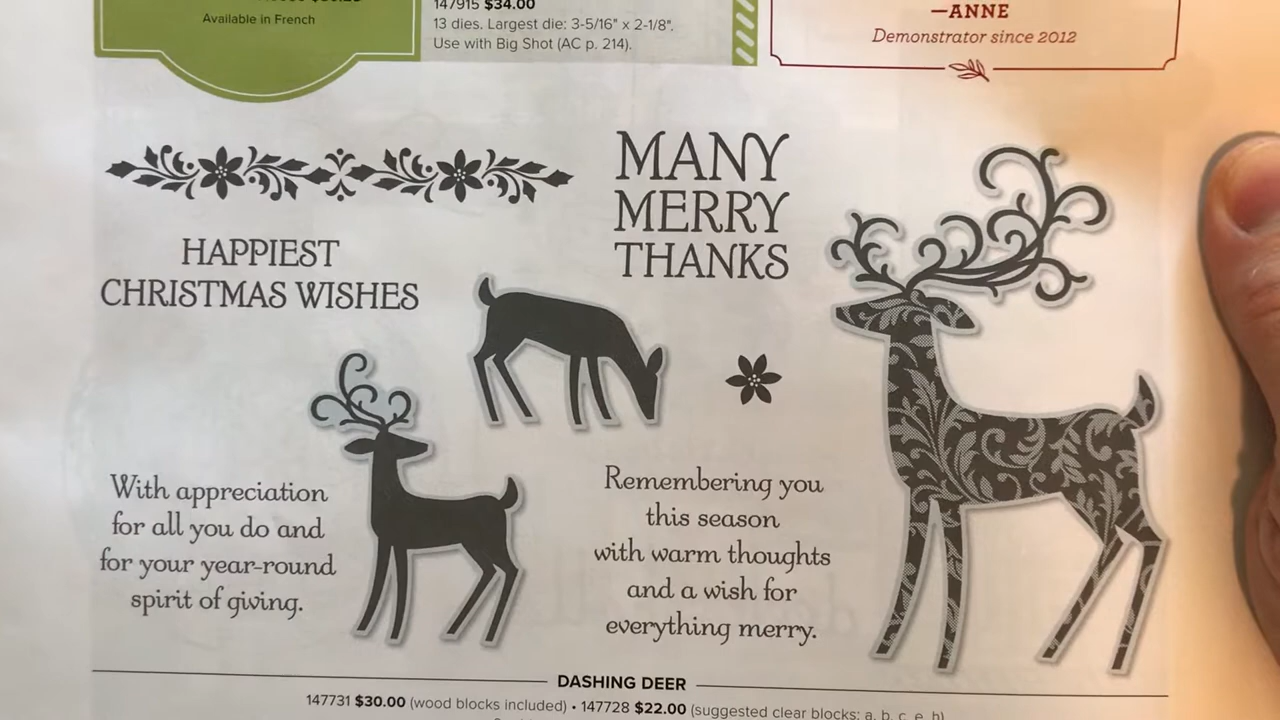 Available in French
147915 $34.00
13 dies. Largest die: 3-5/16" x 2-1/8".
Use with Big Shot (AC p. 214).
—ANNE
Demonstrator since 2012
MANY
MERRY
THANKS
HAPPIEST
CHRISTMAS WISHES
With appreciation
for all you do and
for your year-round
spirit of giving.
Remembering you
this season
with warm thoughts
and a wish for
everything merry.
DASHING DEER
147731 $30.00 (wood blocks included) • 147728 $22.00 (suggested clear blocks: a, b, c, e, h)